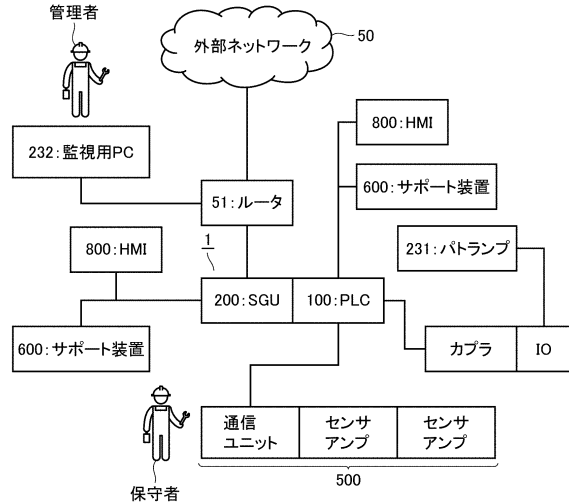 管理者
外部ネットワーク
50
800:HMI
232:監視用PC
600:サポート装置
51:ルータ
1
800:HMI
231:パトランプ
200:SGU
100:PLC
600:サポート装置
カプラ
IO
通信
ユニット
センサ
アンプ
センサ
アンプ
500
保守者